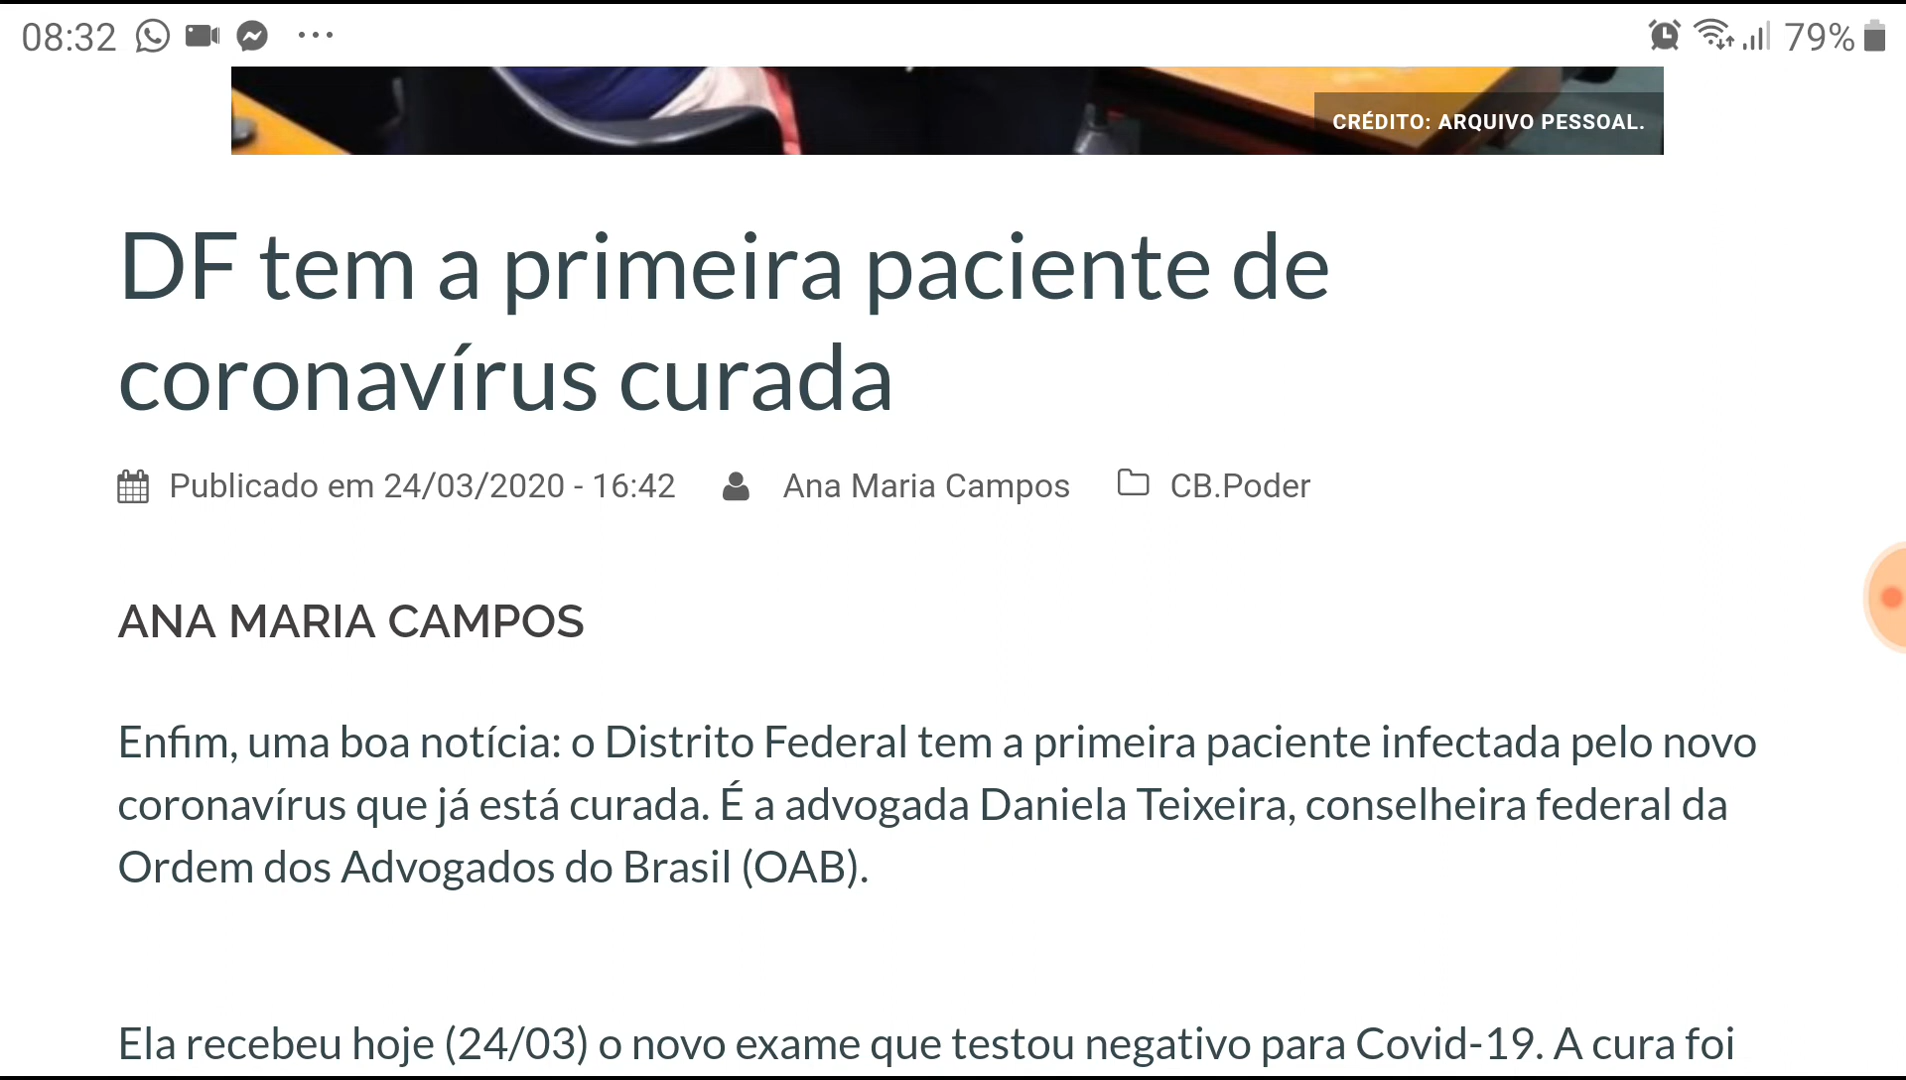 08:32
79%
CRÉDITO: ARQUIVO PESSOAL.
DF tem a primeira paciente de
coronavírus curada
Publicado em 24/03/2020 - 16:42 Ana Maria Campos CB.Poder
ANA MARIA CAMPOS
Enfim, uma boa notícia: o Distrito Federal tem a primeira paciente infectada pelo novo
coronavírus que já está curada. É a advogada Daniela Teixeira, conselheira federal da
Ordem dos Advogados do Brasil (OAB).
Ela recebeu hoje (24/03) o novo exame que testou negativo para Covid-19. A cura foi